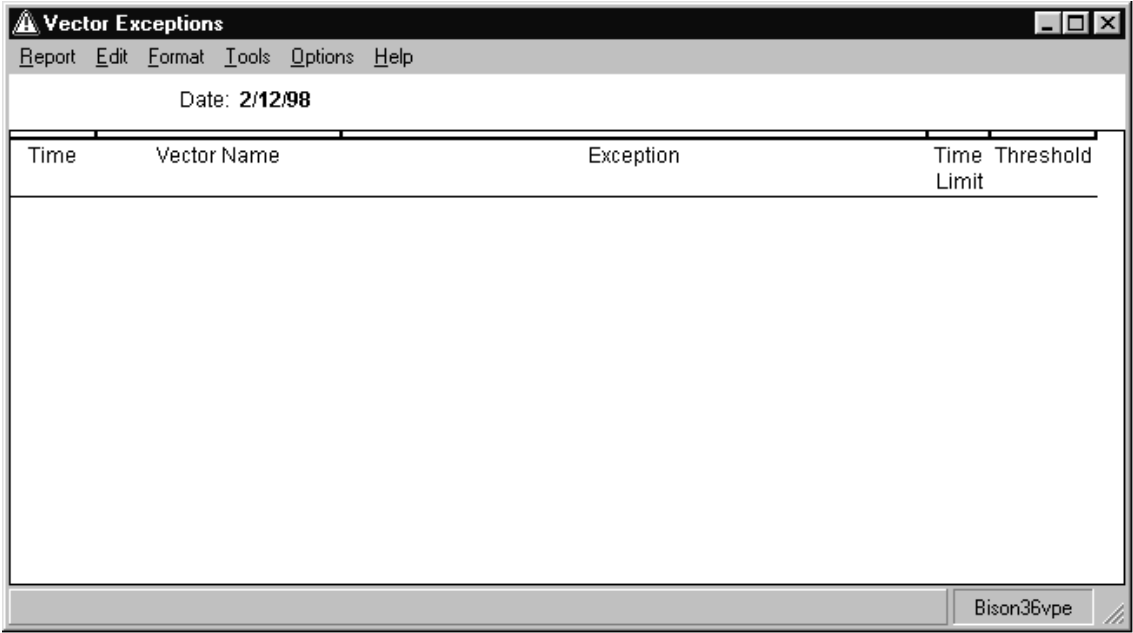 Vector Exceptions
Report Edit Format Tools Options Help
Date: 2/12/98
Time Vector Name Exception Time Threshold
Limit
Bison36vpe